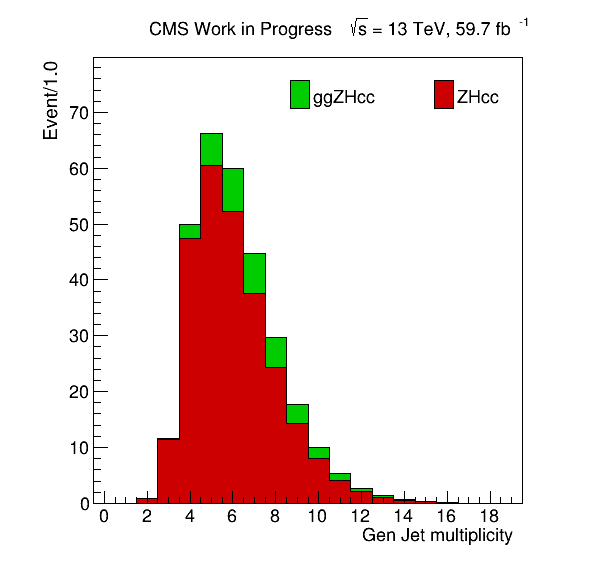 CMS Work in Progress √s = 13 TeV, 59.7 fb -1
Event/1.0
ggZHcc ZHcc
70
60
50
40
30
20
10
0
0 2 4 6 8 10 12 14 16 18
Gen Jet multiplicity